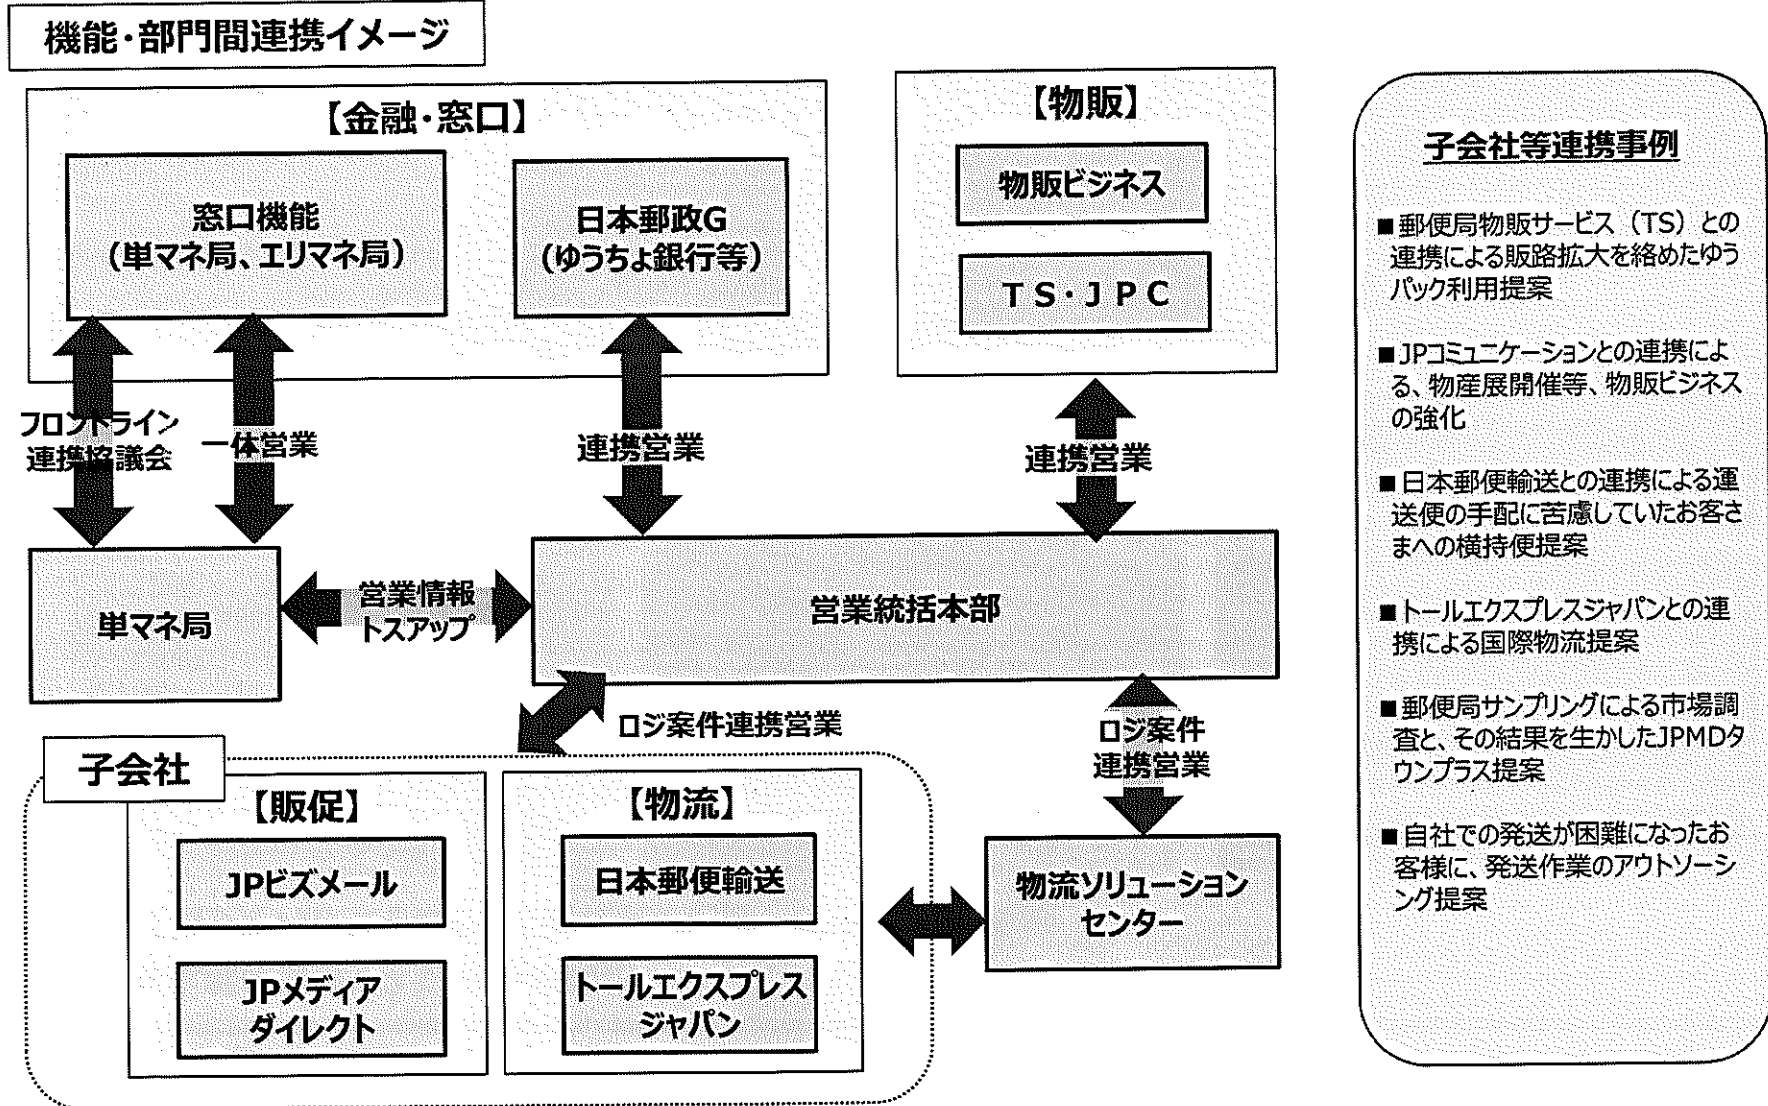 機能・部門間連携イメージ
【金融・窓口】
窓口機能
（単マネ局、エリマネ局）
日本郵政G
（ゆうちょ銀行等）
【物販】
物販ビジネス
ＴＳ・ＪＰＣ
フロントライン
連携協議会
一体営業
連携営業
連携営業
単マネ局
営業情報
トスアップ
営業統括本部
ロジ案件連携営業
ロジ案件
連携営業
子会社
【販促】
JPビズメール
JPメディア
ダイレクト
【物流】
日本郵便輸送
トールエクスプレス
ジャパン
物流ソリューション
センター
子会社等連携事例
■郵便局物販サービス（TS）との
連携による販路拡大を絡めたゆう
パック利用提案
■JPコミュニケーションとの連携によ
る、物産展開催等、物販ビジネス
の強化
■日本郵便輸送との連携による運
送便の手配に苦慮していたお客さ
まへの横持便提案
■トールエクスプレスジャパンとの連
携による国際物流提案
■郵便局サンプリングによる市場調
査と、その結果を生かしたJPMDタ
ウンプラス提案
■自社での発送が困難になったお
客様に、発送作業のアウトソーシ
ング提案